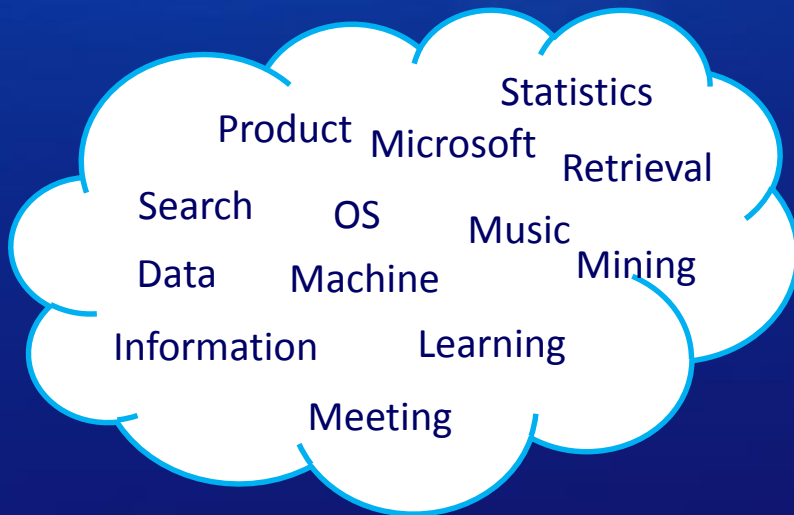 Statistics
Product Microsoft
Retrieval
Search OS Music
Data Machine Mining
Information Learning
Meeting